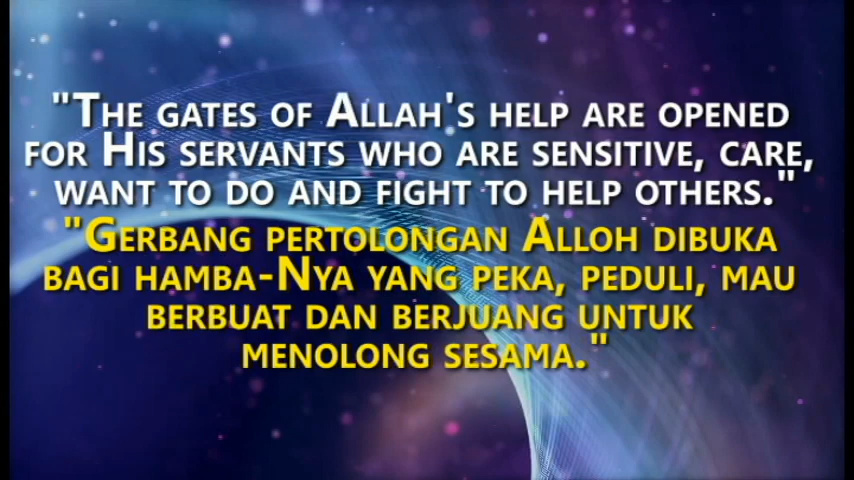 "The gates of Allah's help are opened
for His servants who are sensitive, care,
want to do and fight to help others."
"Gerbang pertolongan Alloh dibuka
bagi hamba-Nya yang peka, peduli, mau
berbuat dan berjuang untuk
menolong sesama."